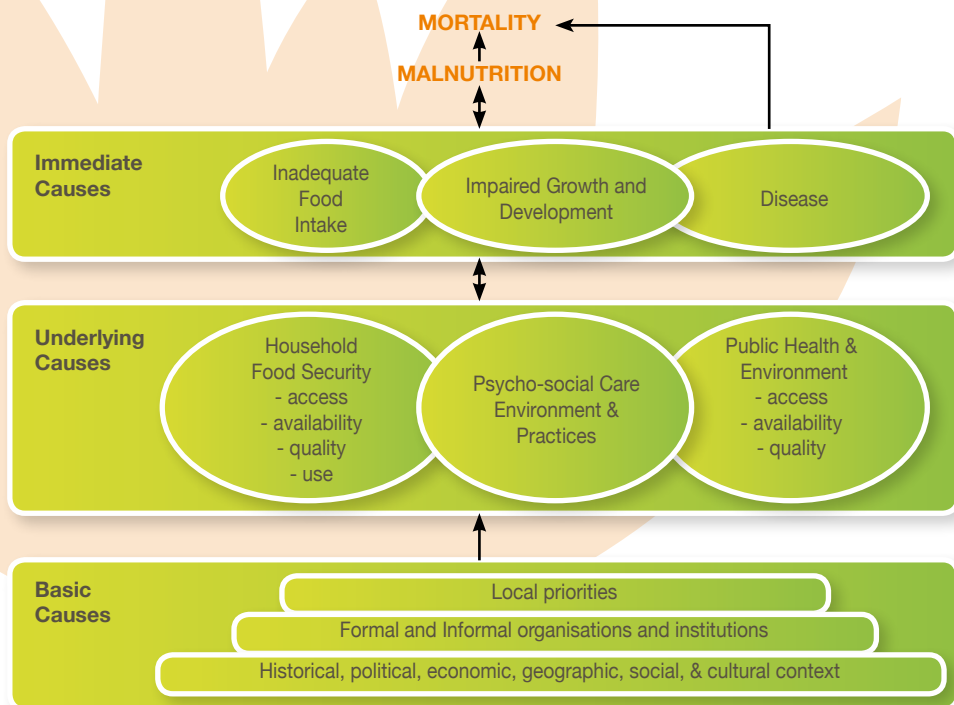 MORTALITY
MALNUTRITION
Immediate
Causes
Inadequate
Food
Intake
Impaired Growth and
Development
Disease
Underlying
Causes
Household
Food Security
- access
- availability
- quality
- use
Psycho-social Care
Environment &
Practices
Public Health &
Environment
- access
- availability
- quality
Basic
Causes
Local priorities
Formal and Informal organisations and institutions
Historical, political, economic, geographic, social, & cultural context